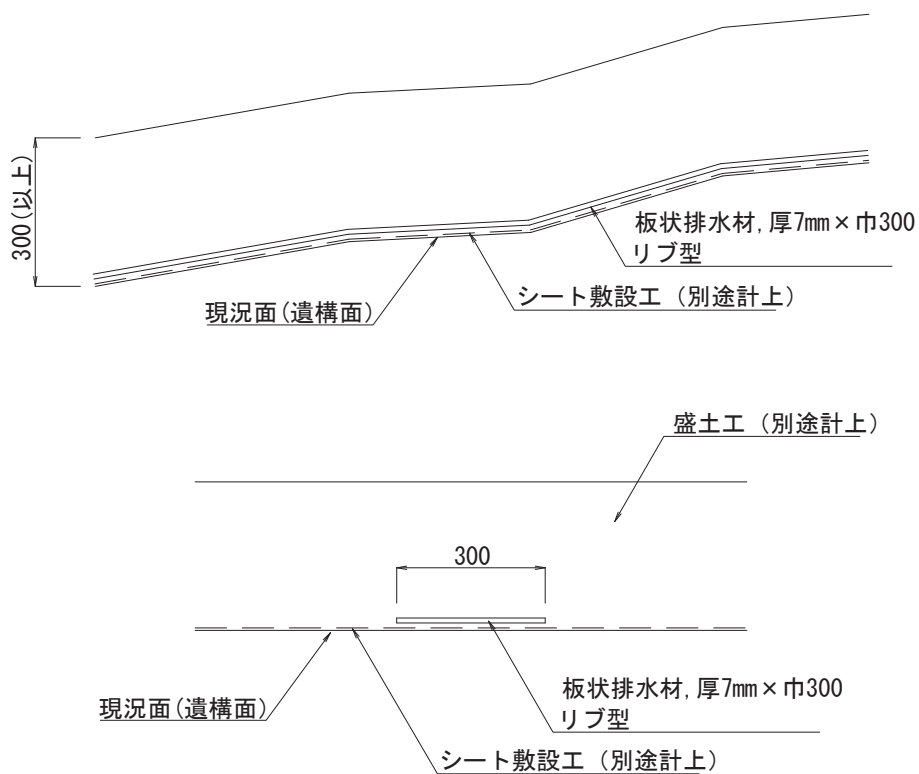 300(以上)
板状排水材,厚7mm×巾300
リブ型
シート敷設工（別途計上）
現況面(遺構面)
盛土工（別途計上）
300
板状排水材,厚7mm×巾300
リブ型
現況面(遺構面)
シート敷設工（別途計上）